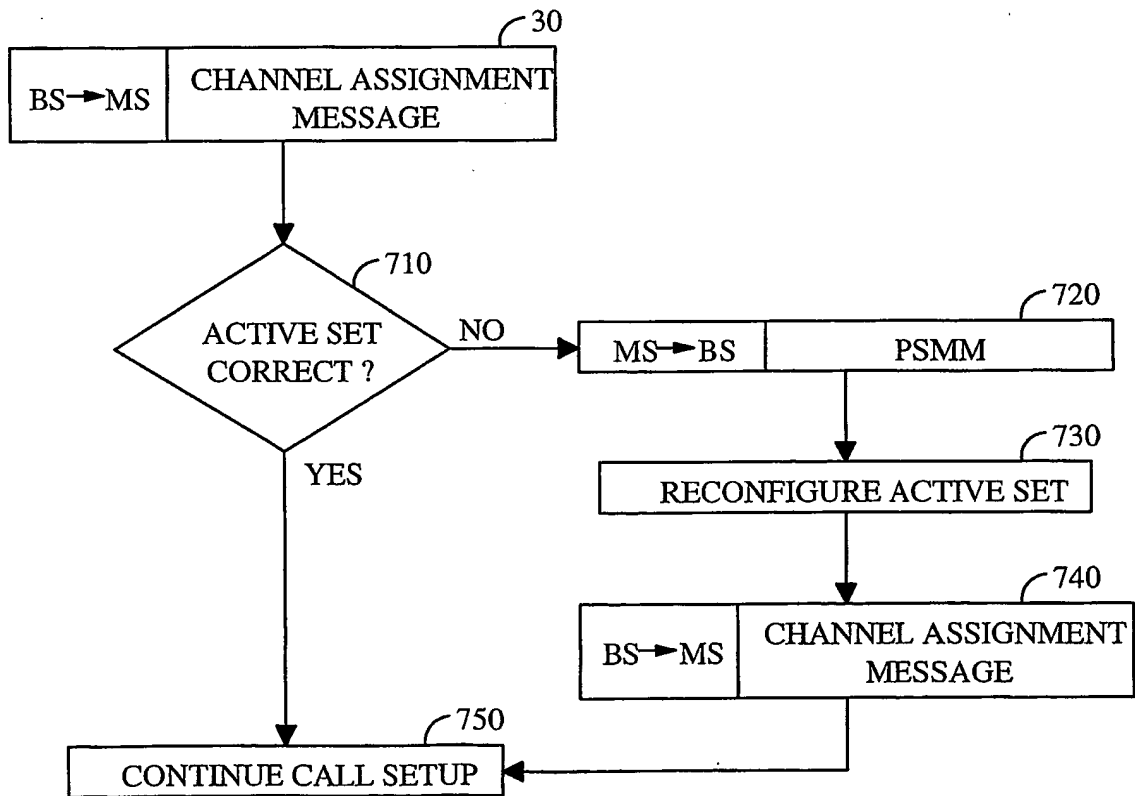 30
BS→MS
CHANNEL ASSIGNMENT
MESSAGE
710
ACTIVE SET
CORRECT ?
NO
YES
720
MS→BS
PSMM
730
RECONFIGURE ACTIVE SET
740
BS→MS
CHANNEL ASSIGNMENT
MESSAGE
750
CONTINUE CALL SETUP